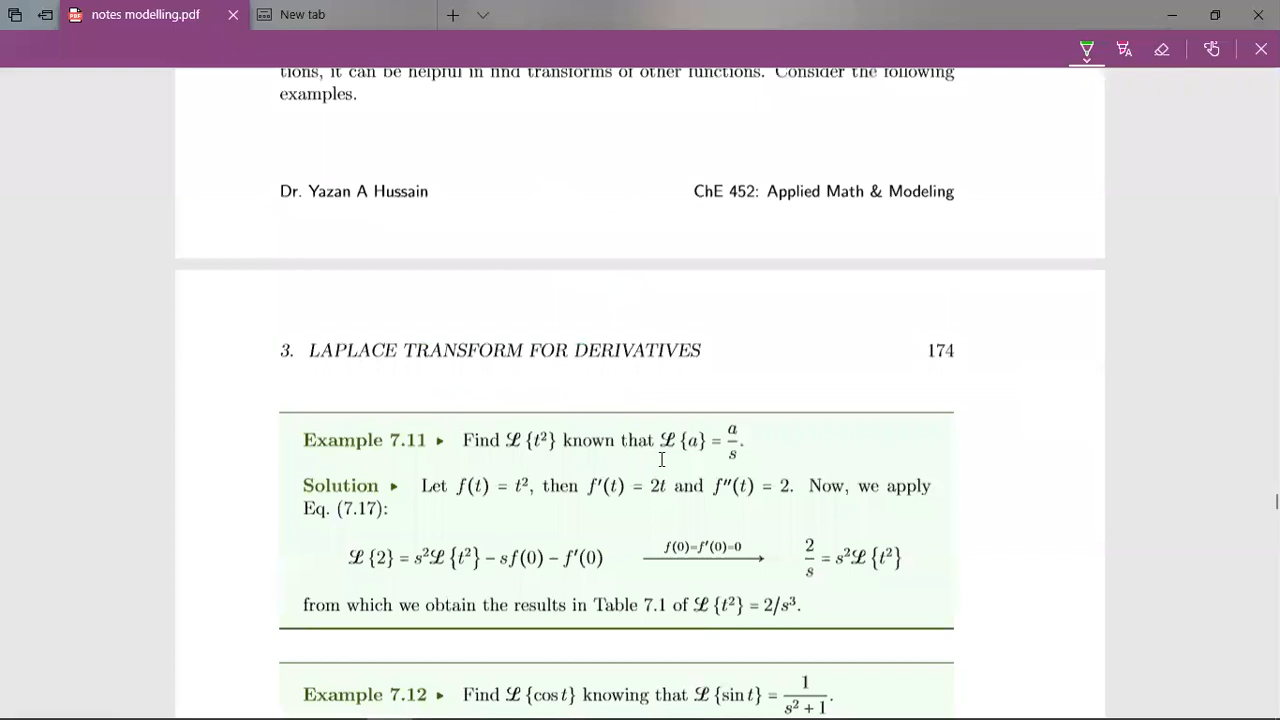 notes modelling.pdf
New tab
tions, it can be helpful in find transforms of other functions. Consider the following
examples.
Dr. Yazan A Hussain
ChE 452: Applied Math & Modeling
3. LAPLACE TRANSFORM FOR DERIVATIVES 174
Example 7.11 ▸ Find ℒ{t²} known that ℒ{a} = a/s.
Solution ▸ Let f(t) = t², then f′(t) = 2t and f″(t) = 2. Now, we apply
Eq. (7.17):
ℒ{2} = s²ℒ{t²} − sf(0) − f′(0) f(0)=f′(0)=0 → 2/s = s²ℒ{t²}
from which we obtain the results in Table 7.1 of ℒ{t²} = 2/s³.
Example 7.12 ▸ Find ℒ{cos t} knowing that ℒ{sin t} = 1/(s² + 1).